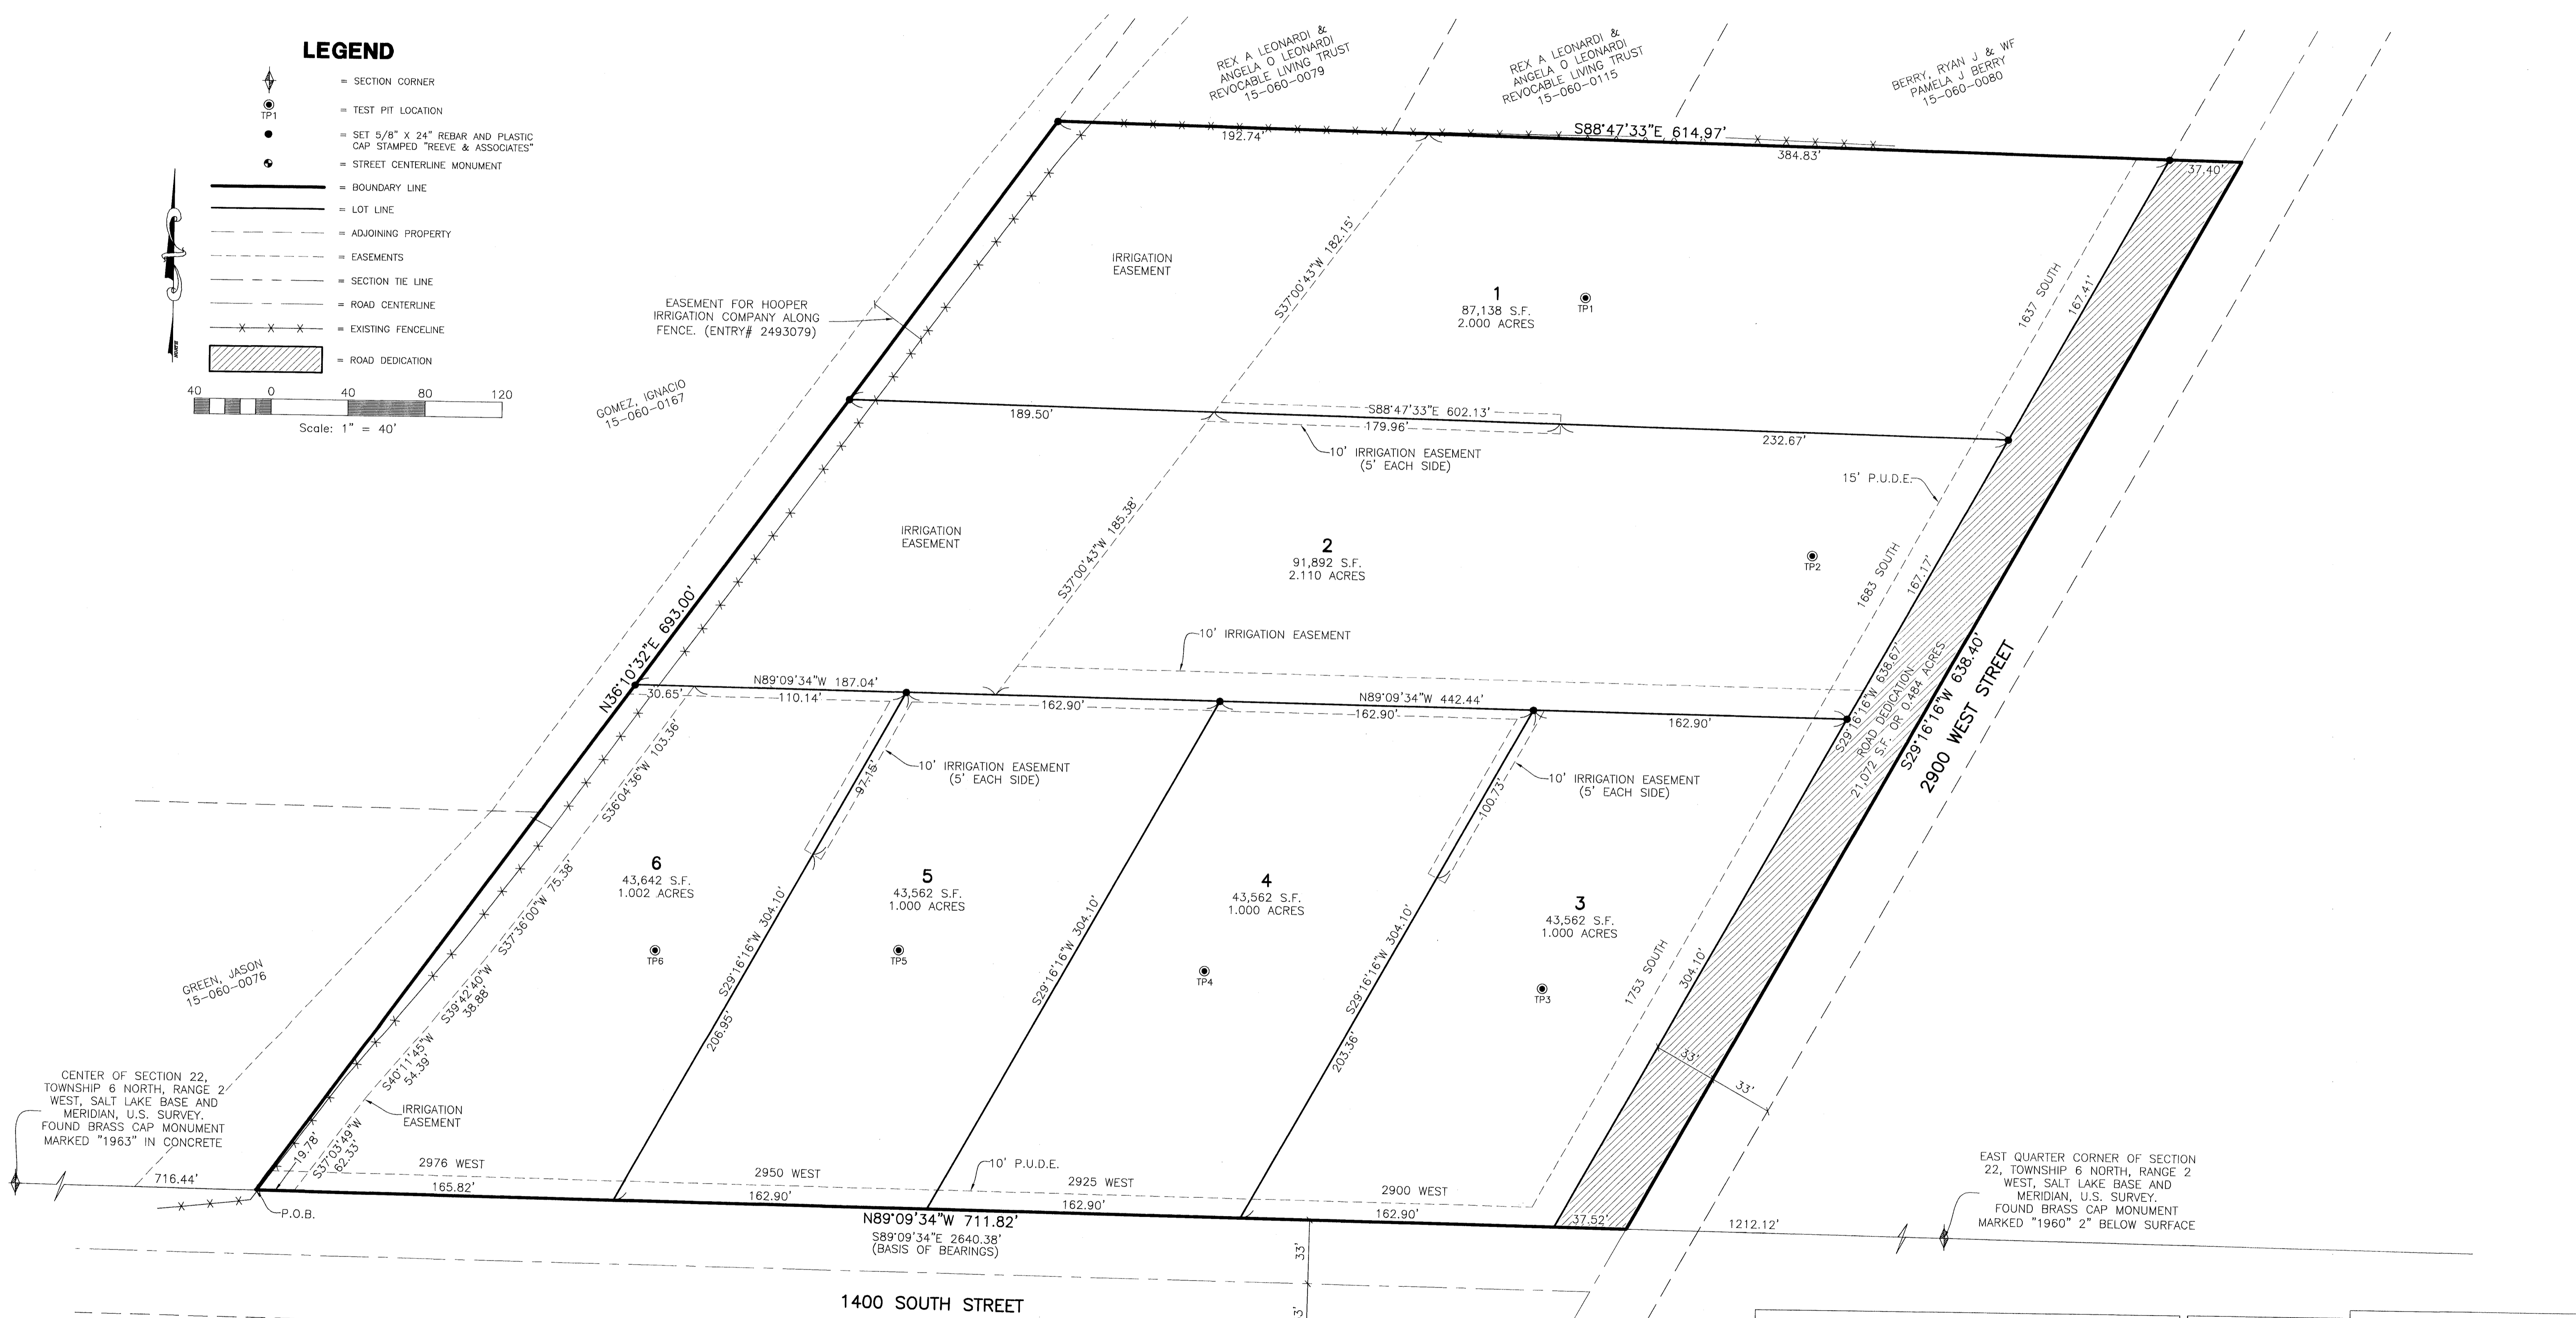 LEGEND
= SECTION CORNER
TP1
= TEST PIT LOCATION
= SET 5/8" X 24" REBAR AND PLASTIC
CAP STAMPED "REEVE & ASSOCIATES"
= STREET CENTERLINE MONUMENT
= BOUNDARY LINE
= LOT LINE
= ADJOINING PROPERTY
= EASEMENTS
= SECTION TIE LINE
= ROAD CENTERLINE
= EXISTING FENCELINE
= ROAD DEDICATION
40 0 40 80 120
Scale: 1" = 40'
NORTH
REX A LEONARDI &
ANGELA O LEONARDI
REVOCABLE LIVING TRUST
15-060-0079
REX A LEONARDI &
ANGELA O LEONARDI
REVOCABLE LIVING TRUST
15-060-0115
BERRY, RYAN J & WF
PAMELA J BERRY
15-060-0080
192.74'
S88°47'33"E 614.97'
384.83'
37.40'
IRRIGATION
EASEMENT
S37°00'43"W 182.15'
1
87,138 S.F.
2.000 ACRES
TP1
1637 SOUTH
167.41'
EASEMENT FOR HOOPER
IRRIGATION COMPANY ALONG
FENCE. (ENTRY# 2493079)
GOMEZ, IGNACIO
15-060-0167
189.50'
S88°47'33"E 602.13'
179.96'
232.67'
10' IRRIGATION EASEMENT
(5' EACH SIDE)
15' P.U.D.E.
IRRIGATION
EASEMENT
S37°00'43"W 185.38'
2
91,892 S.F.
2.110 ACRES
TP2
1683 SOUTH
167.17'
10' IRRIGATION EASEMENT
N36°10'32"E 693.00'
S29°16'16"W 638.67'
ROAD DEDICATION
21,072 S.F. OR 0.484 ACRES
S29°16'16"W 638.40'
2900 WEST STREET
30.65'
N89°09'34"W 187.04'
110.14'
162.90'
N89°09'34"W 442.44'
162.90'
162.90'
S36°04'36"W 103.36'
97.15'
10' IRRIGATION EASEMENT
(5' EACH SIDE)
100.73'
10' IRRIGATION EASEMENT
(5' EACH SIDE)
6
43,642 S.F.
1.002 ACRES
TP6
5
43,562 S.F.
1.000 ACRES
TP5
4
43,562 S.F.
1.000 ACRES
TP4
3
43,562 S.F.
1.000 ACRES
TP3
S37°36'00"W 75.38'
S39°42'40"W
38.88'
S40°11'45"W
54.39'
S37°03'49"W
62.33'
19.78'
S29°16'16"W 304.10'
206.95'
S29°16'16"W 304.10'
S29°16'16"W 304.10'
203.36'
1753 SOUTH
304.10'
33'
33'
GREEN, JASON
15-060-0076
CENTER OF SECTION 22,
TOWNSHIP 6 NORTH, RANGE 2
WEST, SALT LAKE BASE AND
MERIDIAN, U.S. SURVEY.
FOUND BRASS CAP MONUMENT
MARKED "1963" IN CONCRETE
716.44'
P.O.B.
IRRIGATION
EASEMENT
2976 WEST
2950 WEST
10' P.U.D.E.
2925 WEST
2900 WEST
165.82'
162.90'
162.90'
162.90'
37.52'
1212.12'
N89°09'34"W 711.82'
S89°09'34"E 2640.38'
(BASIS OF BEARINGS)
33'
1400 SOUTH STREET
EAST QUARTER CORNER OF SECTION
22, TOWNSHIP 6 NORTH, RANGE 2
WEST, SALT LAKE BASE AND
MERIDIAN, U.S. SURVEY.
FOUND BRASS CAP MONUMENT
MARKED "1960" 2" BELOW SURFACE